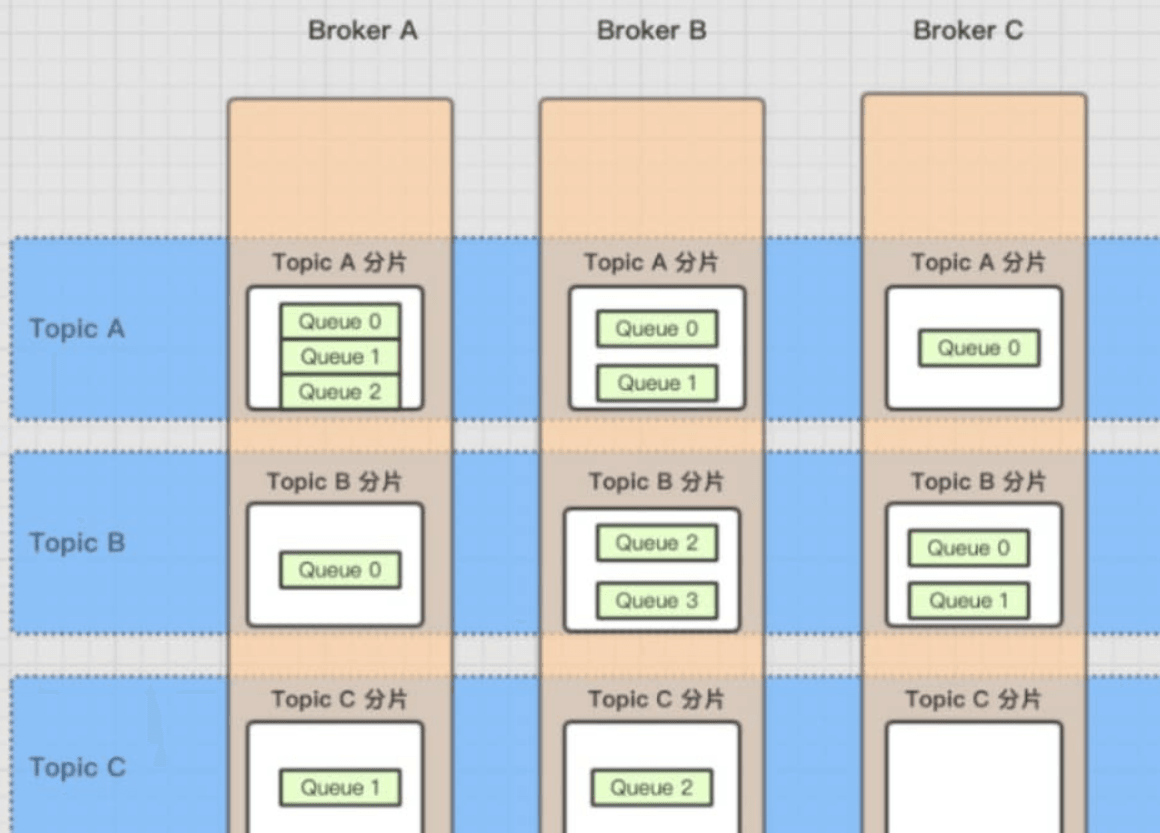 Broker A
Broker B
Broker C
Topic A
Topic A 分片
Queue 0
Queue 1
Queue 2
Topic A 分片
Queue 0
Queue 1
Topic A 分片
Queue 0
Topic B
Topic B 分片
Queue 0
Topic B 分片
Queue 2
Queue 3
Topic B 分片
Queue 0
Queue 1
Topic C
Topic C 分片
Queue 1
Topic C 分片
Queue 2
Topic C 分片